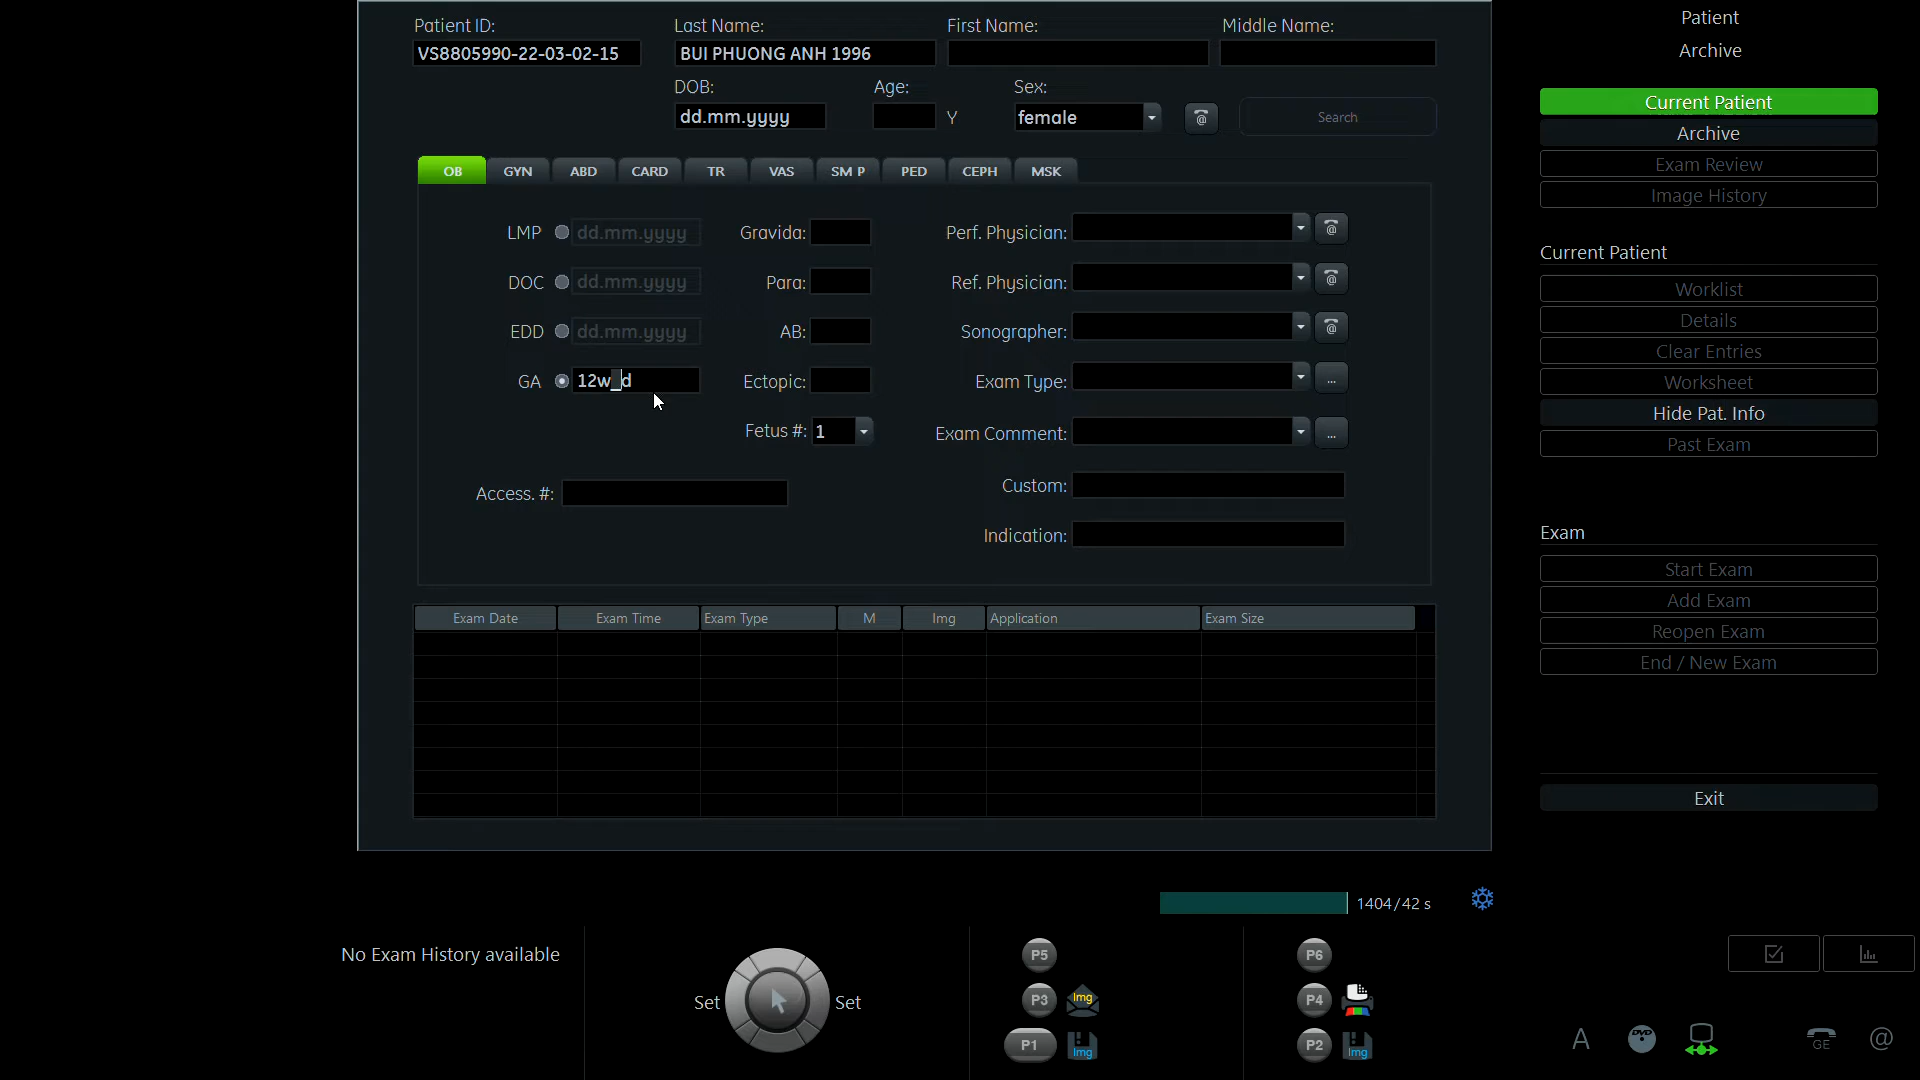 Patient ID: Last Name: First Name: Middle Name:
VS8805990-22-03-02-15 BUI PHUONG ANH 1996
DOB: Age: Sex:
dd.mm.yyyy Y female @ Search
OB GYN ABD CARD TR VAS SM P PED CEPH MSK
LMP dd.mm.yyyy Gravida: Perf. Physician: @
DOC dd.mm.yyyy Para: Ref. Physician: @
EDD dd.mm.yyyy AB: Sonographer: @
GA 12w_d Ectopic: Exam Type: ...
Fetus #: 1 Exam Comment: ...
Access. #: Custom:
Indication:
Exam Date Exam Time Exam Type M Img Application Exam Size
Patient
Archive
Current Patient
Archive
Exam Review
Image History
Current Patient
Worklist
Details
Clear Entries
Worksheet
Hide Pat. Info
Past Exam
Exam
Start Exam
Add Exam
Reopen Exam
End / New Exam
Exit
1404/42 s
No Exam History available
Set Set
P5
P3 Img
P1 Img
P6
P4
P2 Img
A DVD GE @